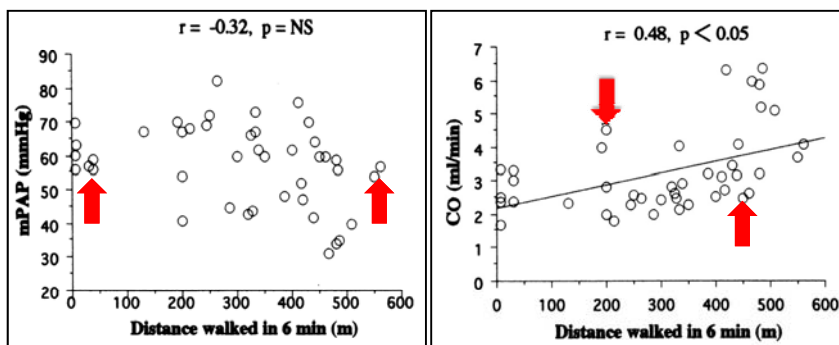 r = -0.32, p = NS
90
80
70
60
50
40
30
20
mPAP (mmHg)
0 100 200 300 400 500 600
Distance walked in 6 min (m)
r = 0.48, p < 0.05
7
6
5
4
3
2
1
0
CO (ml/min)
0 100 200 300 400 500 600
Distance walked in 6 min (m)